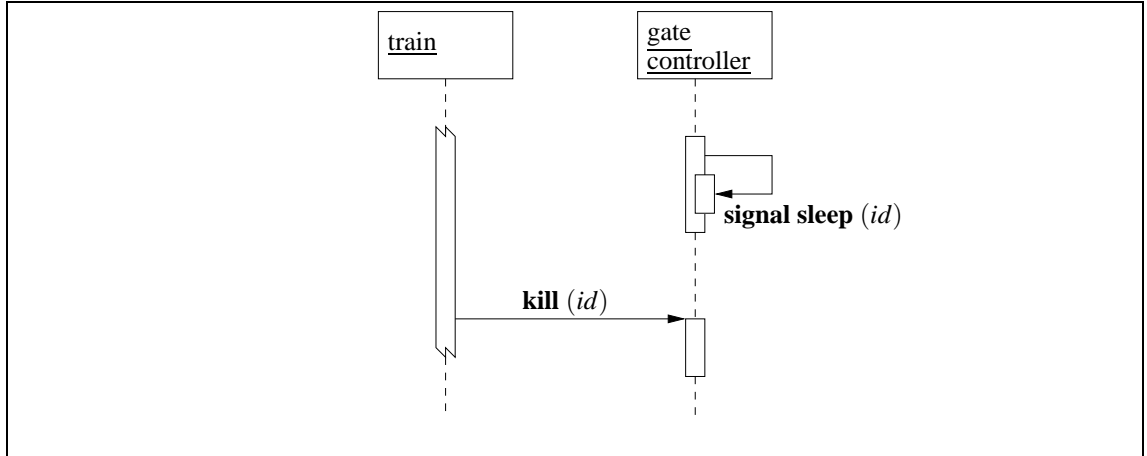 train
gate
controller
signal sleep (id)
kill (id)